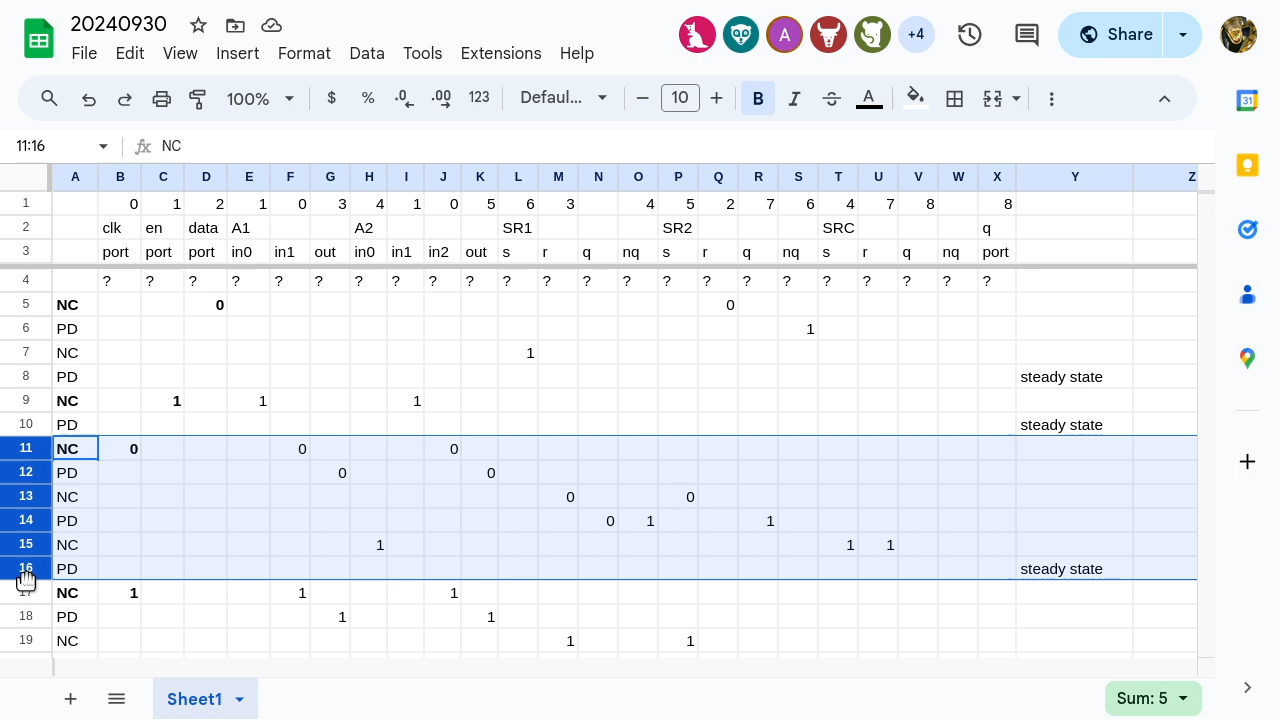 20240930
File Edit View Insert Format Data Tools Extensions Help
A +4 Share
100% $ % .0 .00 123 Defaul... 10 B I A
11:16 fx NC
A B C D E F G H I J K L M N O P Q R S T U V W X Y Z
1 0 1 2 1 0 3 4 1 0 5 6 3 4 5 2 7 6 4 7 8 8
2 clk en data A1 A2 SR1 SR2 SRC q
3 port port port in0 in1 out in0 in1 in2 out s r q nq s r q nq s r q nq port
4 ? ? ? ? ? ? ? ? ? ? ? ? ? ? ? ? ? ? ? ? ? ? ?
5 NC 0 0
6 PD 1
7 NC 1
8 PD steady state
9 NC 1 1 1
10 PD steady state
11 NC 0 0 0
12 PD 0 0
13 NC 0 0
14 PD 0 1 1
15 NC 1 1 1
16 PD steady state
17 NC 1 1 1
18 PD 1 1
19 NC 1 1
Sheet1 Sum: 5
31